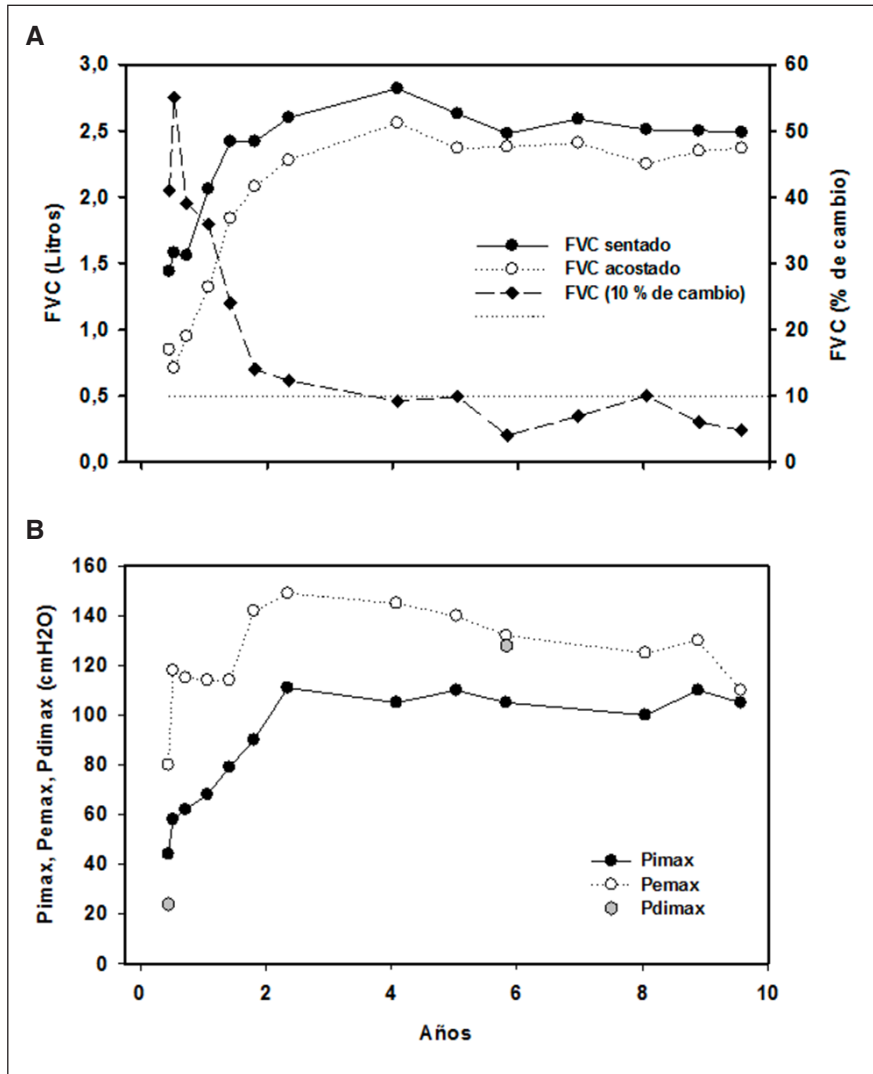 A
FVC (Litros)
3,0
2,5
2,0
1,5
1,0
0,5
0,0
60
50
40
30
20
10
0
FVC (% de cambio)
FVC sentado
FVC acostado
FVC (10 % de cambio)
B
Pimax, Pemax, Pdimax (cmH2O)
160
140
120
100
80
60
40
20
0
Pimax
Pemax
Pdimax
0 2 4 6 8 10
Años